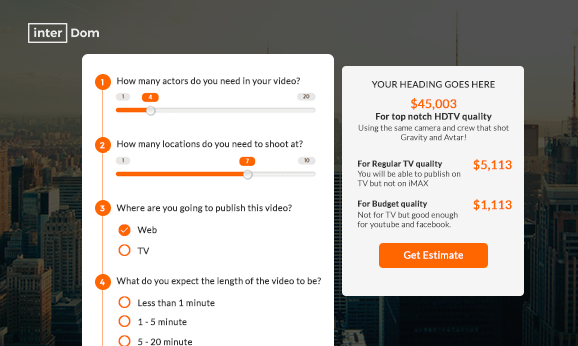 inter Dom
1 How many actors do you need in your video?
1 4 20
2 How many locations do you need to shoot at?
1 7 10
3 Where are you going to publish this video?
Web
TV
4 What do you expect the length of the video to be?
Less than 1 minute
1 - 5 minute
5 - 20 minute
YOUR HEADING GOES HERE
$45,003
For top notch HDTV quality
Using the same camera and crew that shot
Gravity and Avtar!
For Regular TV quality
$5,113
You will be able to publish on
TV but not on iMAX
For Budget quality
$1,113
Not for TV but good enough
for youtube and facebook.
Get Estimate